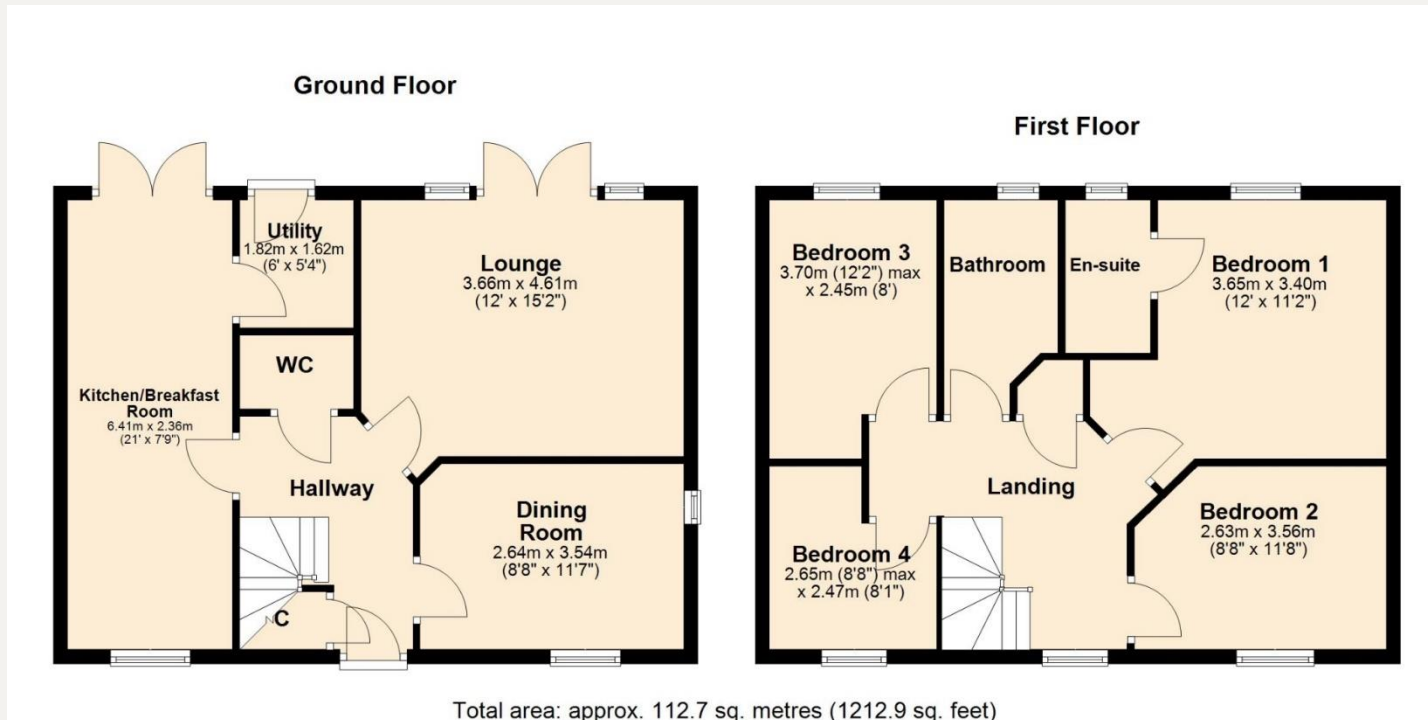 Ground Floor
Utility
1.82m x 1.62m
(6' x 5'4")
Lounge
3.66m x 4.61m
(12' x 15'2")
WC
Kitchen/Breakfast
Room
6.41m x 2.36m
(21' x 7'9")
Hallway
Dining
Room
2.64m x 3.54m
(8'8" x 11'7")
C
First Floor
Bedroom 3
3.70m (12'2") max
x 2.45m (8')
Bathroom
En-suite
Bedroom 1
3.65m x 3.40m
(12' x 11'2")
Landing
Bedroom 2
2.63m x 3.56m
(8'8" x 11'8")
Bedroom 4
2.65m (8'8") max
x 2.47m (8'1")
Total area: approx. 112.7 sq. metres (1212.9 sq. feet)